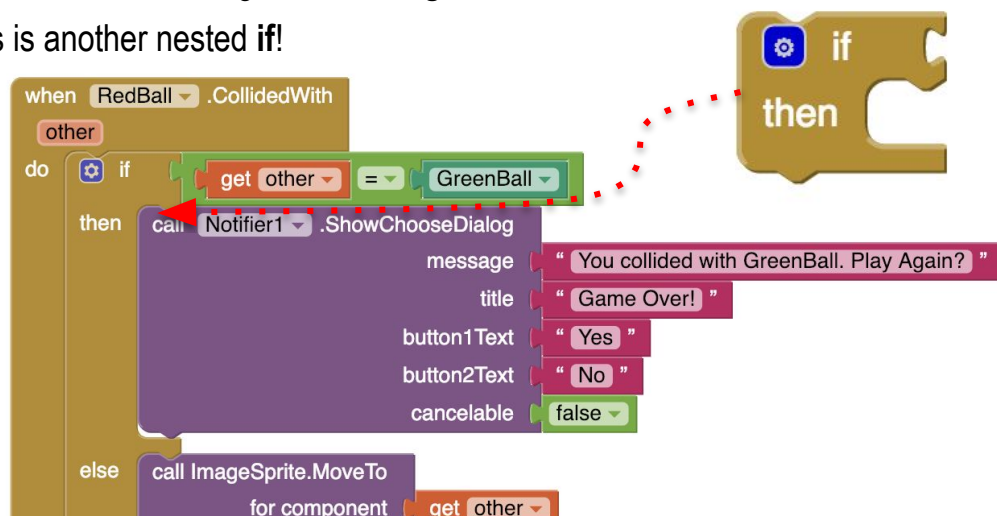 s is another nested if!
if
then
when RedBall .CollidedWith
other
do if get other = GreenBall
then call Notifier1 .ShowChooseDialog
message " You collided with GreenBall. Play Again? "
title " Game Over! "
button1Text " Yes "
button2Text " No "
cancelable false
else call ImageSprite.MoveTo
for component get other